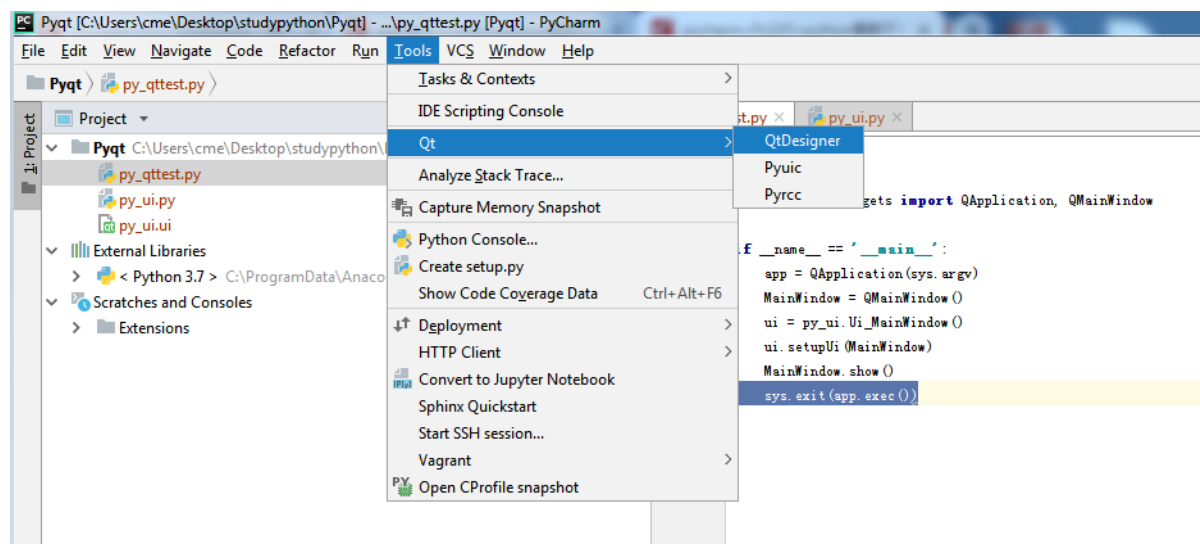 Pyqt [C:\Users\cme\Desktop\studypython\Pyqt] - ...\py_qttest.py [Pyqt] - PyCharm
File Edit View Navigate Code Refactor Run Tools VCS Window Help
Pyqt py_qttest.py
1: Project
Project
Pyqt C:\Users\cme\Desktop\studypython\
py_qttest.py
py_ui.py
py_ui.ui
External Libraries
< Python 3.7 > C:\ProgramData\Anaco
Scratches and Consoles
Extensions
Tasks & Contexts
IDE Scripting Console
Qt
Analyze Stack Trace...
Capture Memory Snapshot
Python Console...
Create setup.py
Show Code Coverage Data Ctrl+Alt+F6
Deployment
HTTP Client
Convert to Jupyter Notebook
Sphinx Quickstart
Start SSH session...
Vagrant
Open CProfile snapshot
QtDesigner
Pyuic
Pyrcc
st.py py_ui.py
gets import QApplication, QMainWindow
f __name__ == '__main__':
app = QApplication(sys.argv)
MainWindow = QMainWindow()
ui = py_ui.Ui_MainWindow()
ui.setupUi(MainWindow)
MainWindow.show()
sys.exit(app.exec())